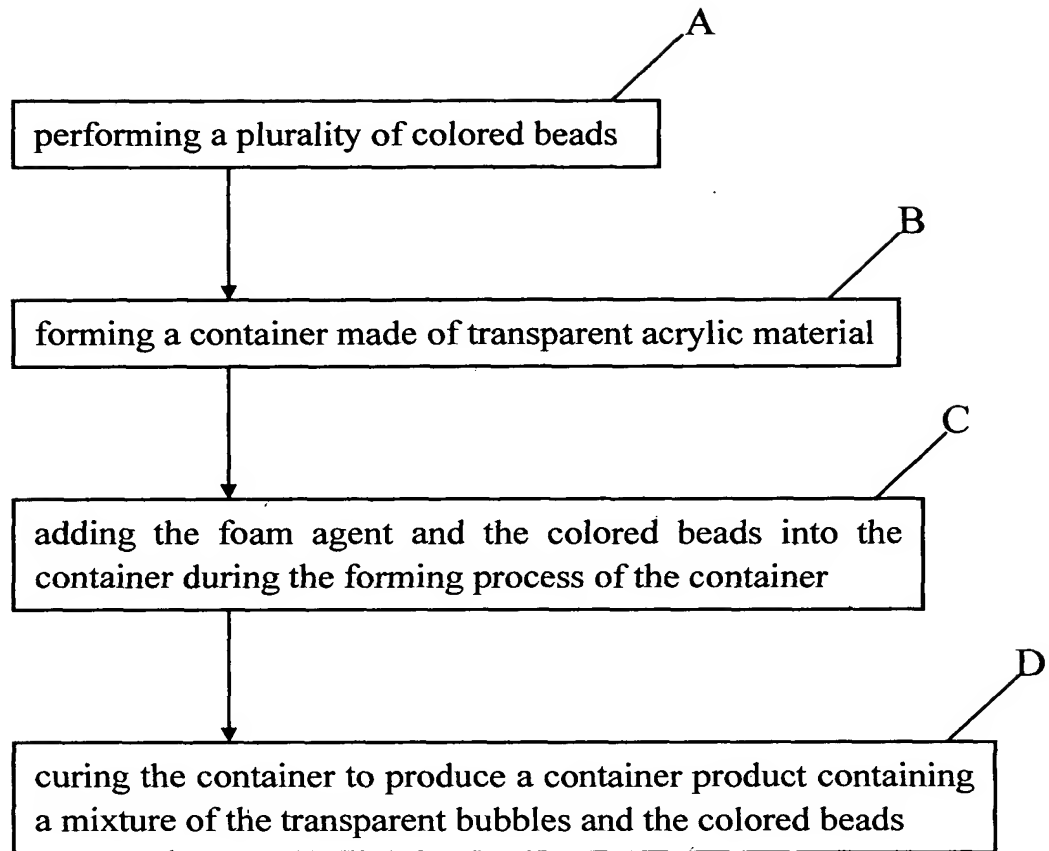 A
performing a plurality of colored beads
B
forming a container made of transparent acrylic material
C
adding the foam agent and the colored beads into the
container during the forming process of the container
D
curing the container to produce a container product containing
a mixture of the transparent bubbles and the colored beads